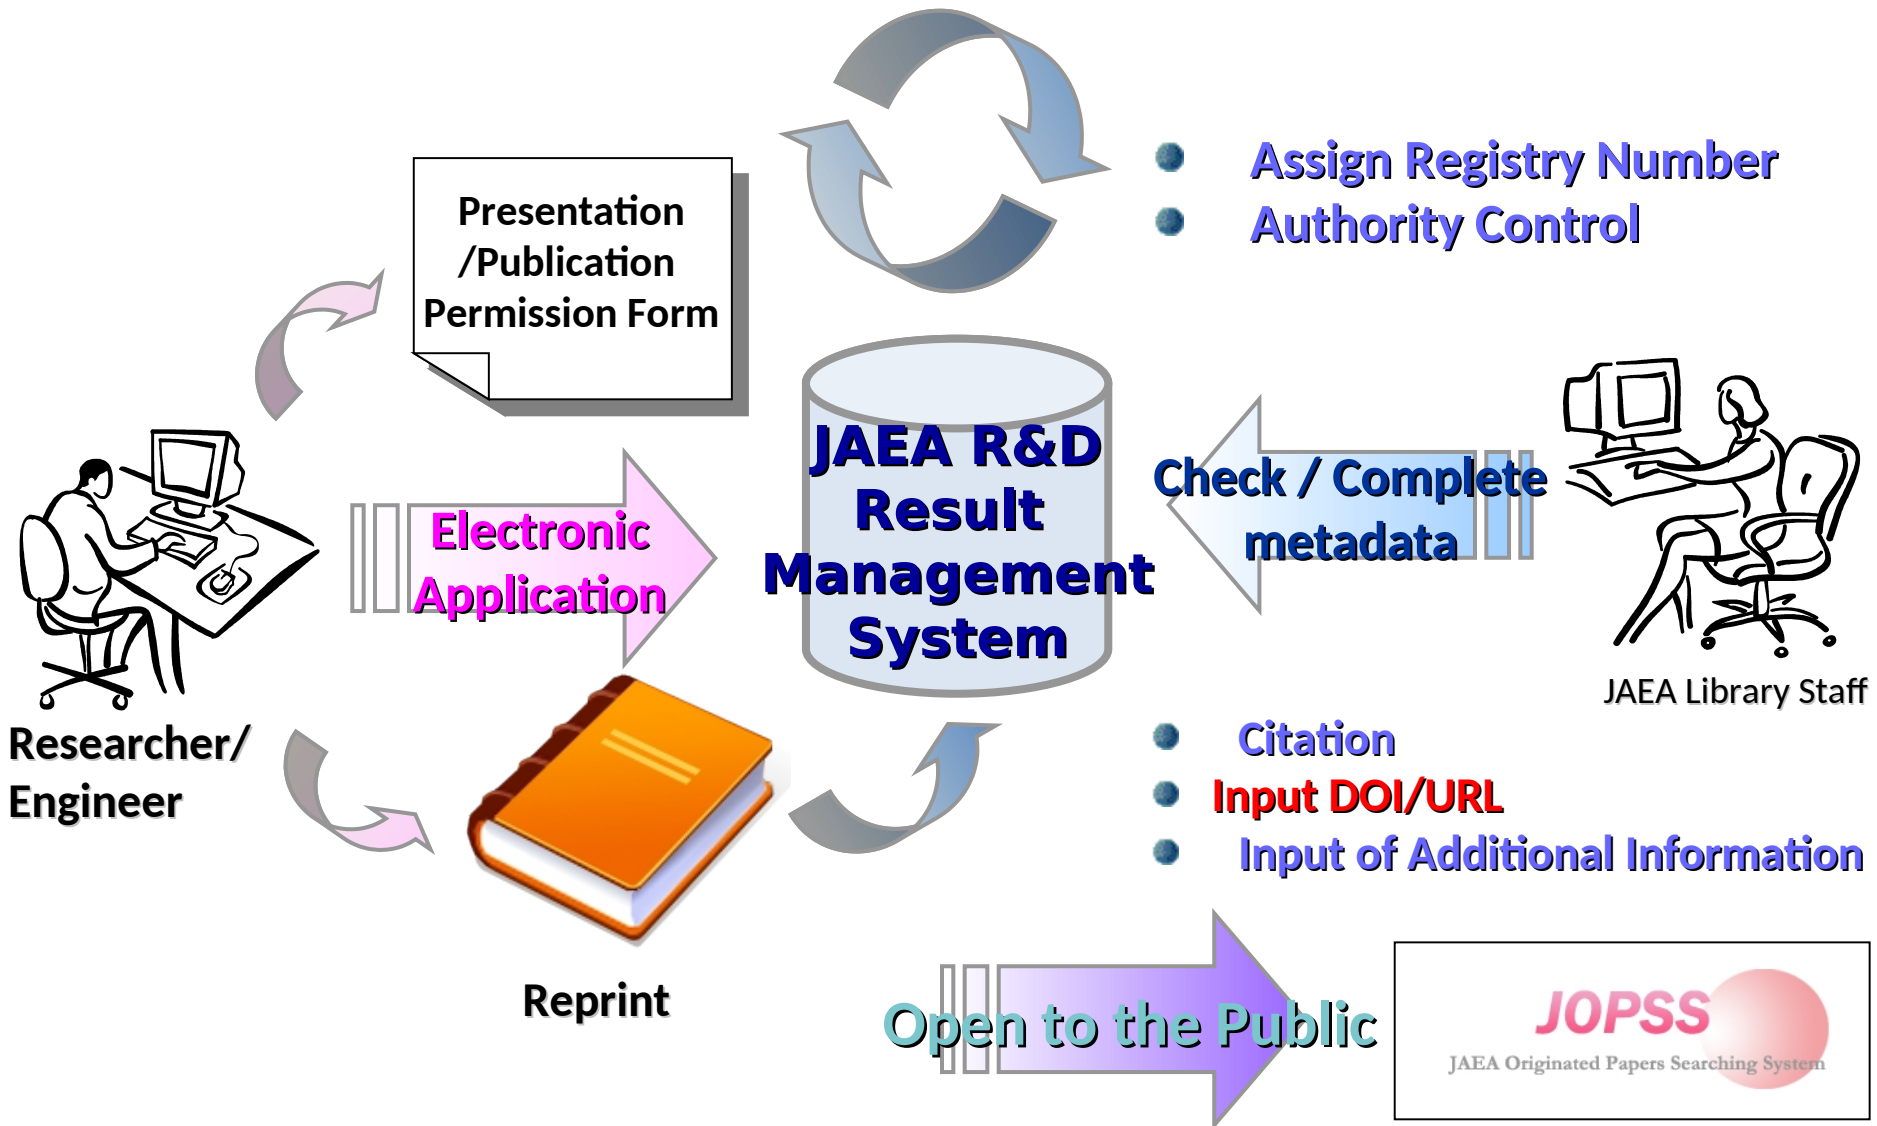 Assign Registry Number
Authority Control
Presentation
/Publication
Permission Form
JAEA R&D
Result
Management
System
Check / Complete
metadata
Electronic
Application
JAEA Library Staff
Researcher/
Engineer
Citation
Input DOI/URL
Input of Additional Information
Reprint
Open to the Public
JOPSS
JAEA Originated Papers Searching System